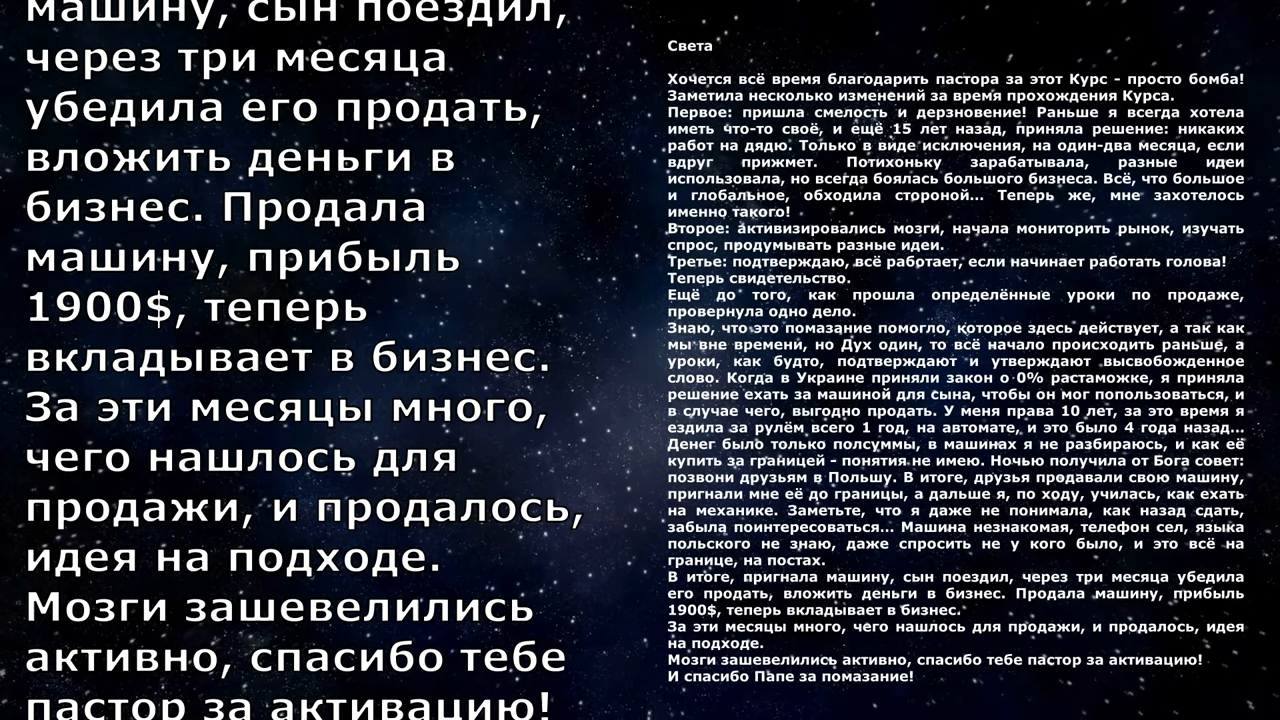 машину, сын поездил,
через три месяца
убедила его продать,
вложить деньги в
бизнес. Продала
машину, прибыль
1900$, теперь
вкладывает в бизнес.
За эти месяцы много,
чего нашлось для
продажи, и продалось,
идея на подходе.
Мозги зашевелились
активно, спасибо тебе
пастор за активацию!
Света
Хочется всё время благодарить пастора за этот Курс - просто бомба!
Заметила несколько изменений за время прохождения Курса.
Первое: пришла смелость и дерзновение! Раньше я всегда хотела
иметь что-то своё, и ещё 15 лет назад, приняла решение: никаких
работ на дядю. Только в виде исключения, на один-два месяца, если
вдруг прижмет. Потихоньку зарабатывала, разные идеи
использовала, но всегда боялась большого бизнеса. Всё, что большое
и глобальное, обходила стороной... Теперь же, мне захотелось
именно такого!
Второе: активизировались мозги, начала мониторить рынок, изучать
спрос, продумывать разные идеи.
Третье: подтверждаю, всё работает, если начинает работать голова!
Теперь свидетельство.
Ещё до того, как прошла определённые уроки по продаже,
провернула одно дело.
Знаю, что это помазание помогло, которое здесь действует, а так как
мы вне времени, но Дух один, то всё начало происходить раньше, а
уроки, как будто, подтверждают и утверждают высвобожденное
слово. Когда в Украине приняли закон о 0% растаможке, я приняла
решение ехать за машиной для сына, чтобы он мог попользоваться, и
в случае чего, выгодно продать. У меня права 10 лет, за это время я
ездила за рулём всего 1 год, на автомате, и это было 4 года назад...
Денег было только полсуммы, в машинах я не разбираюсь, и как её
купить за границей - понятия не имею. Ночью получила от Бога совет:
позвони друзьям в Польшу. В итоге, друзья продавали свою машину,
пригнали мне её до границы, а дальше я, по ходу, училась, как ехать
на механике. Заметьте, что я даже не понимала, как назад сдать,
забыла поинтересоваться... Машина незнакомая, телефон сел, языка
польского не знаю, даже спросить не у кого было, и это всё на
границе, на постах.
В итоге, пригнала машину, сын поездил, через три месяца убедила
его продать, вложить деньги в бизнес. Продала машину, прибыль
1900$, теперь вкладывает в бизнес.
За эти месяцы много, чего нашлось для продажи, и продалось, идея
на подходе.
Мозги зашевелились активно, спасибо тебе пастор за активацию!
И спасибо Папе за помазание!